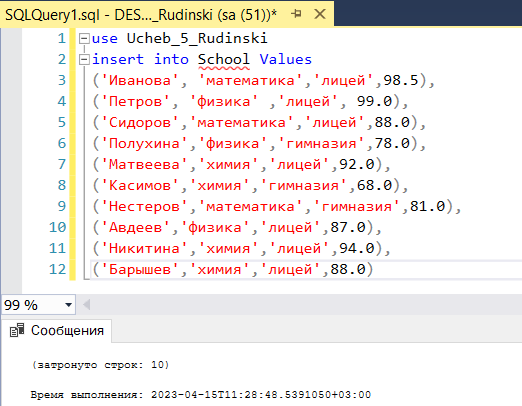 SQLQuery1.sql - DES..._Rudinski (sa (51))*
1 use Ucheb_5_Rudinski
2 insert into School Values
3 ('Иванова', 'математика','лицей',98.5),
4 ('Петров', 'физика' ,'лицей', 99.0),
5 ('Сидоров','математика','лицей',88.0),
6 ('Полухина','физика','гимназия',78.0),
7 ('Матвеева','химия','лицей',92.0),
8 ('Касимов','химия','гимназия',68.0),
9 ('Нестеров','математика','гимназия',81.0),
10 ('Авдеев','физика','лицей',87.0),
11 ('Никитина','химия','лицей',94.0),
12 ('Барышев','химия','лицей',88.0)
99 %
Сообщения
(затронуто строк: 10)
Время выполнения: 2023-04-15T11:28:48.5391050+03:00